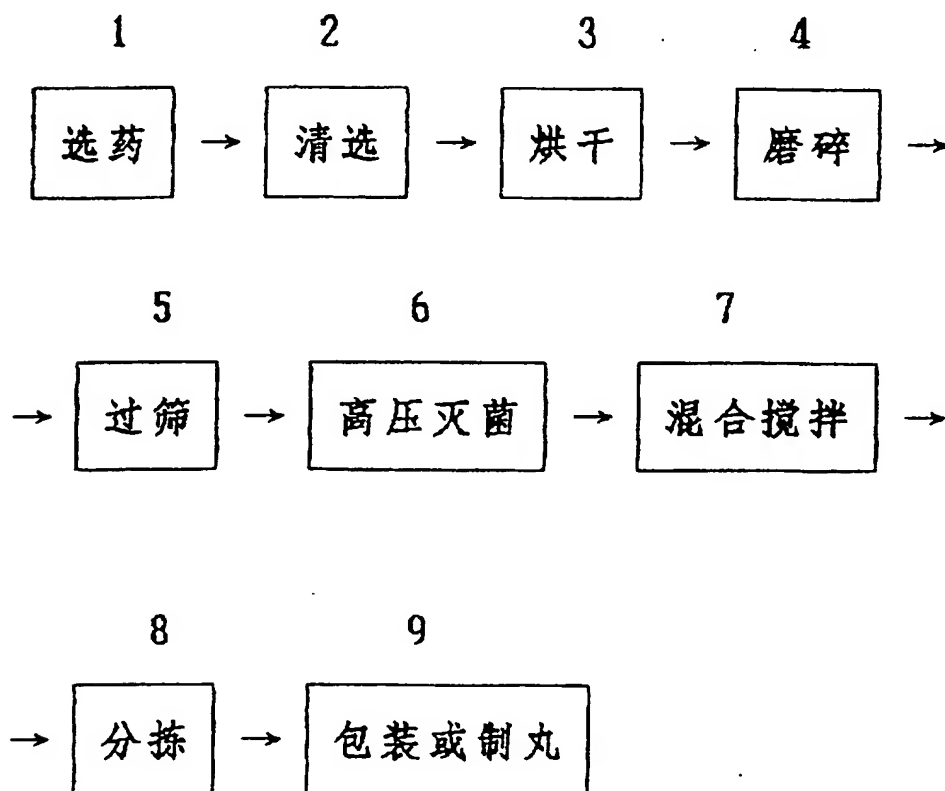 1 2 3 4
选药 → 清选 → 烘干 → 磨碎 →
5 6 7
→ 过筛 → 高压灭菌 → 混合搅拌 →
8 9
→ 分拣 → 包装或制丸